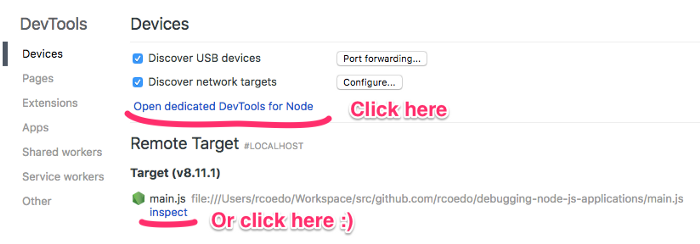 DevTools
Devices
Pages
Extensions
Apps
Shared workers
Service workers
Other
Devices
Discover USB devices Port forwarding...
Discover network targets Configure...
Open dedicated DevTools for Node Click here
Remote Target #LOCALHOST
Target (v8.11.1)
main.js file:///Users/rcoedo/Workspace/src/github.com/rcoedo/debugging-node-js-applications/main.js
inspect Or click here :)